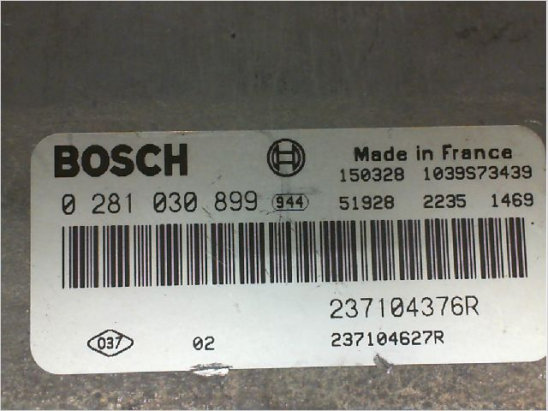 BOSCH Made in France
150328 1039S73439
0 281 030 899 944 51928 2235 1469
237104376R
037 02 237104627R